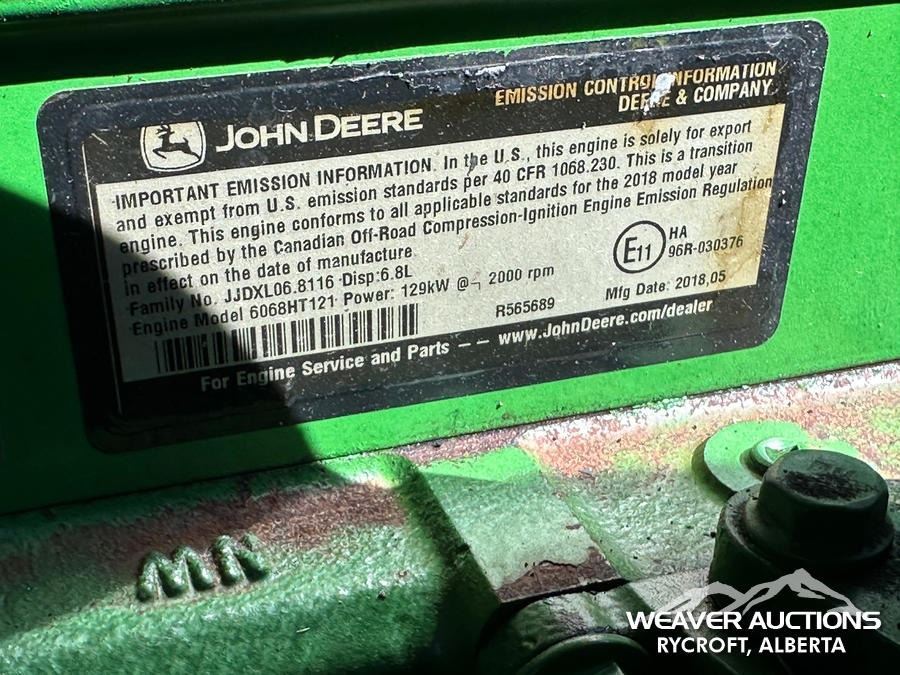 EMISSION CONTROL INFORMATION
DEERE & COMPANY
JOHN DEERE
IMPORTANT EMISSION INFORMATION. In the U.S., this engine is solely for export
and exempt from U.S. emission standards per 40 CFR 1068.230. This is a transition
engine. This engine conforms to all applicable standards for the 2018 model year
prescribed by the Canadian Off-Road Compression-Ignition Engine Emission Regulation
in effect on the date of manufacture
Family No. JJDXL06.8116 Disp:6.8L
Engine Model 6068HT121 Power: 129kW @ 2000 rpm
E11
HA
96R-030376
R565689
Mfg Date: 2018,05
For Engine Service and Parts -- www.JohnDeere.com/dealer
WEAVER AUCTIONS
RYCROFT, ALBERTA